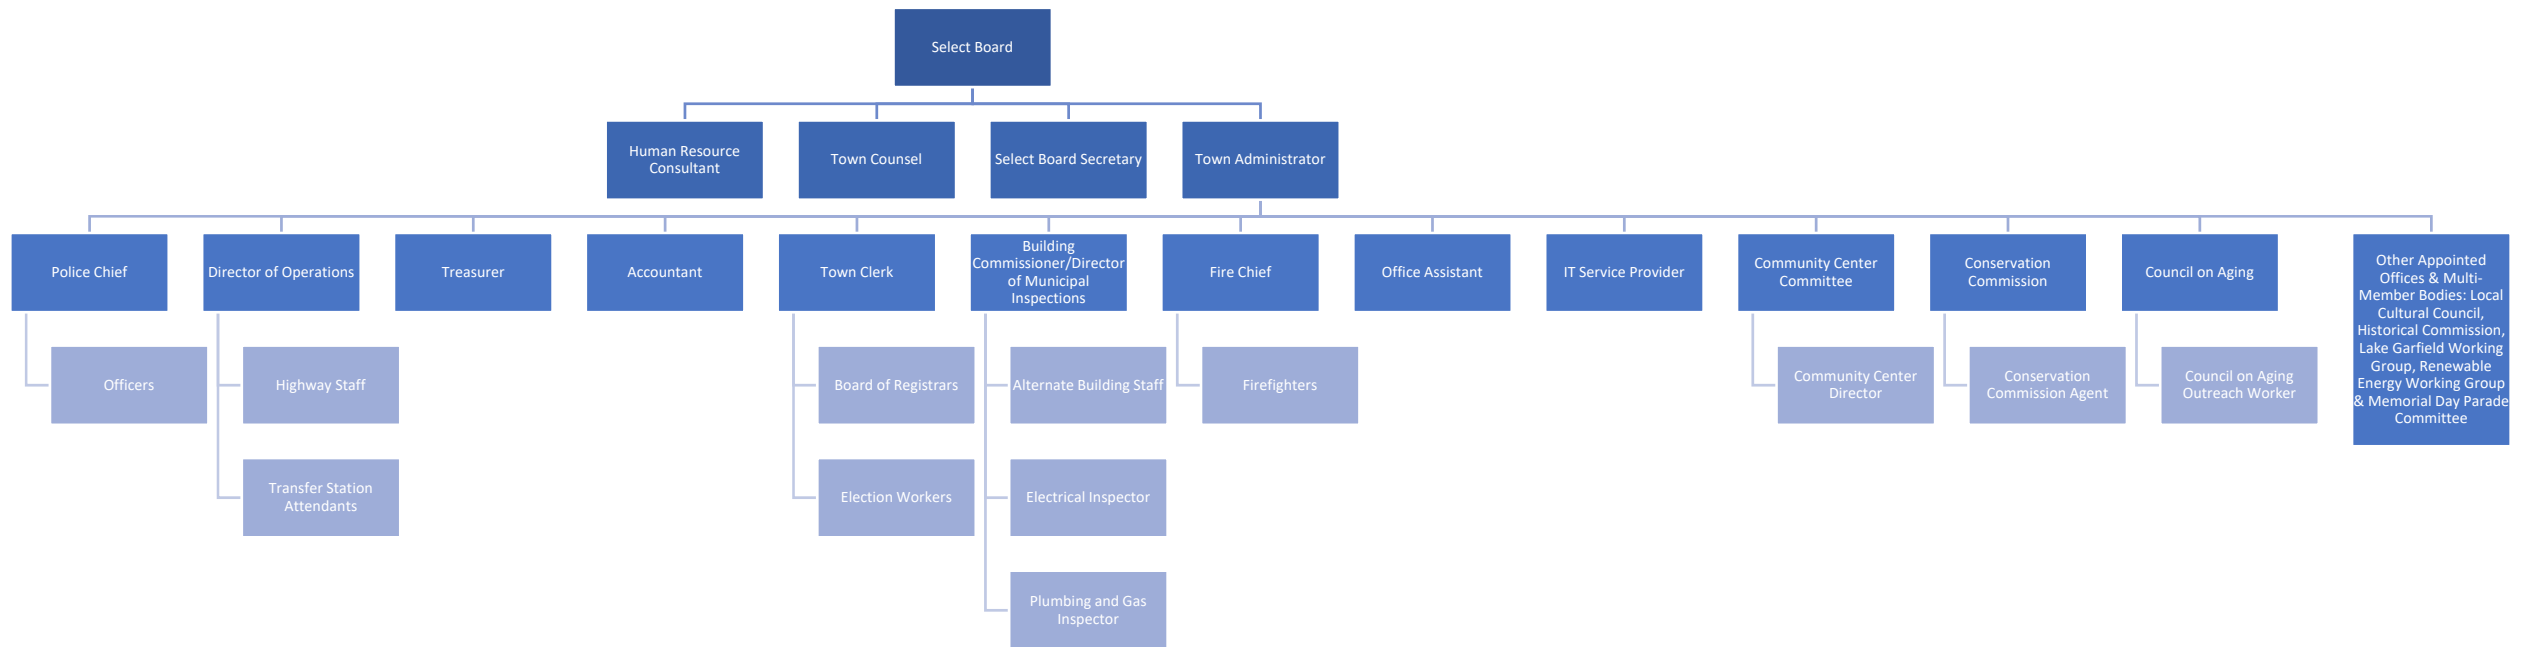 Select Board
Human Resource
Consultant
Town Counsel
Select Board Secretary
Town Administrator
Police Chief
Director of Operations
Treasurer
Accountant
Town Clerk
Building
Commissioner/Director
of Municipal
Inspections
Fire Chief
Office Assistant
IT Service Provider
Community Center
Committee
Conservation
Commission
Council on Aging
Other Appointed
Offices & Multi-
Member Bodies: Local
Cultural Council,
Historical Commission,
Lake Garfield Working
Group, Renewable
Energy Working Group
& Memorial Day Parade
Committee
Officers
Highway Staff
Board of Registrars
Alternate Building Staff
Firefighters
Community Center
Director
Conservation
Commission Agent
Council on Aging
Outreach Worker
Transfer Station
Attendants
Election Workers
Electrical Inspector
Plumbing and Gas
Inspector